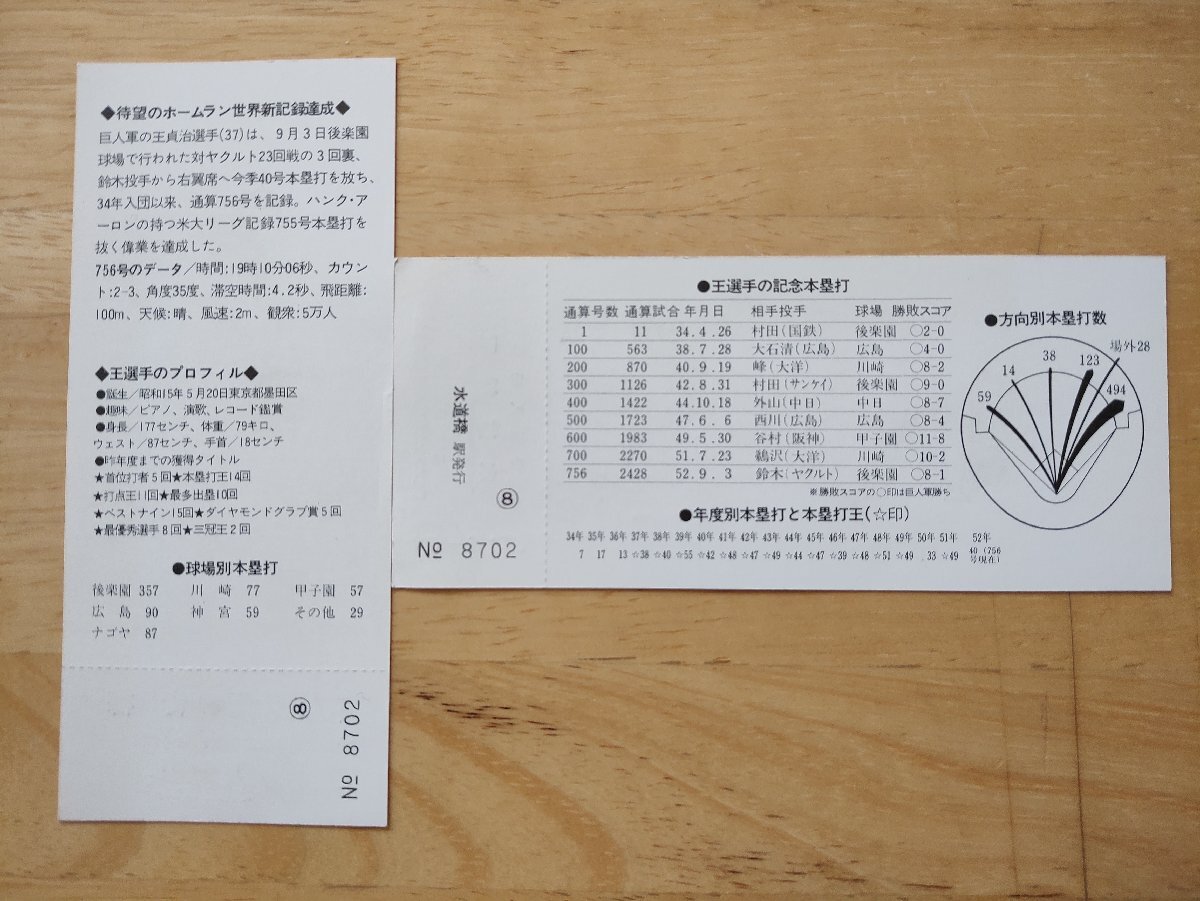 ◆待望のホームラン世界新記録達成◆
巨人軍の王貞治選手(37)は、9月3日後楽園
球場で行われた対ヤクルト23回戦の3回裏、
鈴木投手から右翼席へ今季40号本塁打を放ち、
34年入団以来、通算756号を記録。ハンク・ア
ーロンの持つ米大リーグ記録755号本塁打を
抜く偉業を達成した。
756号のデータ／時間:19時10分06秒、カウン
ト:2-3、角度35度、滞空時間:4.2秒、飛距離:
100m、天候:晴、風速:2m、観衆:5万人
◆王選手のプロフィル◆
●誕生／昭和15年5月20日東京都墨田区
●趣味／ピアノ、演歌、レコード鑑賞
●身長／177センチ、体重／79キロ、
ウェスト／87センチ、手首／18センチ
●昨年度までの獲得タイトル
★首位打者5回★本塁打王14回
★打点王11回★最多出塁10回
★ベストナイン15回★ダイヤモンドグラブ賞5回
★最優秀選手8回★三冠王2回
●球場別本塁打
後楽園 357 川崎 77 甲子園 57
広島 90 神宮 59 その他 29
ナゴヤ 87
⑧
№ 8702
水道橋 駅発行
⑧
№ 8702
●王選手の記念本塁打
通算号数 通算試合 年月日 相手投手 球場 勝敗スコア
1 11 34.4.26 村田(国鉄) 後楽園 ○2-0
100 563 38.7.28 大石清(広島) 広島 ○4-0
200 870 40.9.19 峰(大洋) 川崎 ○8-2
300 1126 42.8.31 村田(サンケイ) 後楽園 ○9-0
400 1422 44.10.18 外山(中日) 中日 ○8-7
500 1723 47.6.6 西川(広島) 広島 ○8-4
600 1983 49.5.30 谷村(阪神) 甲子園 ○11-8
700 2270 51.7.23 鵜沢(大洋) 川崎 ○10-2
756 2428 52.9.3 鈴木(ヤクルト) 後楽園 ○8-1
※勝敗スコアの○印は巨人軍勝ち
●年度別本塁打と本塁打王(☆印)
34年 35年 36年 37年 38年 39年 40年 41年 42年 43年 44年 45年 46年 47年 48年 49年 50年 51年 52年
7 17 13 ☆38 ☆40 ☆55 ☆42 ☆48 ☆47 ☆49 ☆44 ☆47 ☆39 ☆48 ☆51 ☆49 33 ☆49 40(756号現在)
●方向別本塁打数
59
14
38
123
場外28
494